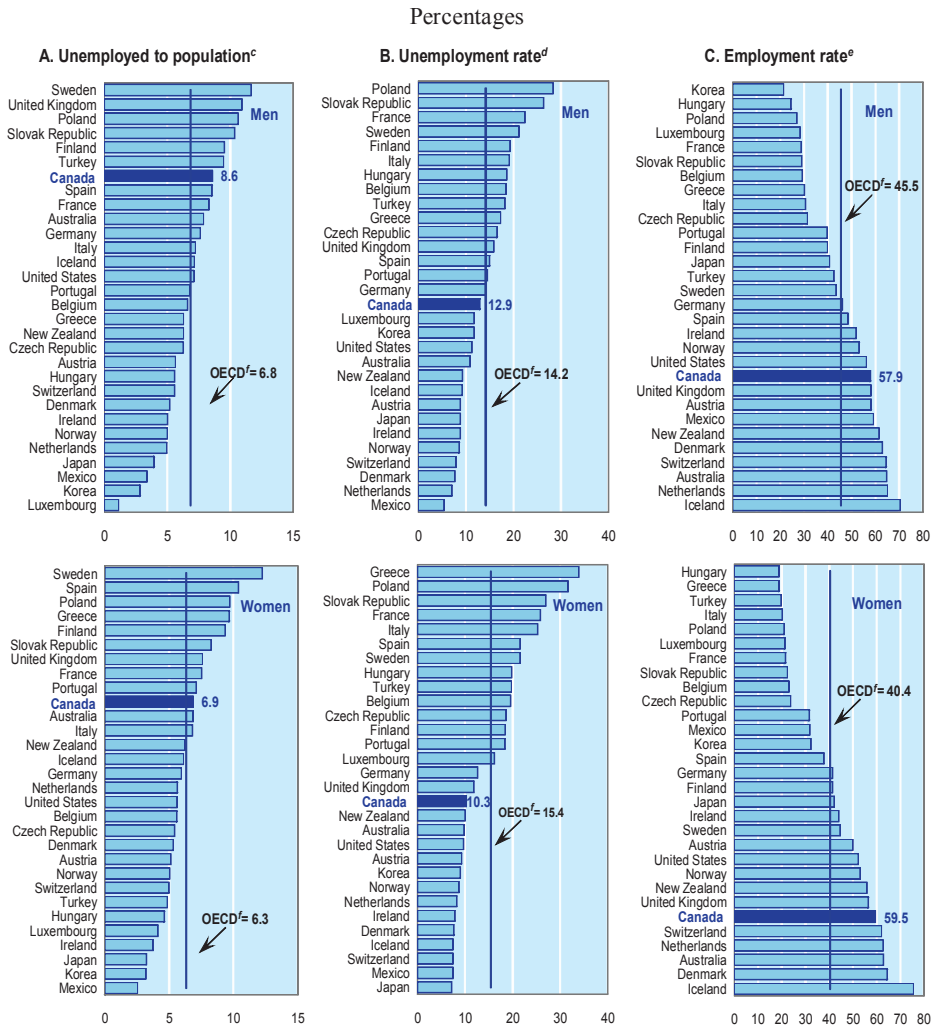 Percentages
A. Unemployed to population^c
Sweden
United Kingdom
Poland
Men
Slovak Republic
Finland
Turkey
Canada 8.6
Spain
France
Australia
Germany
Italy
Iceland
United States
Portugal
Belgium
Greece
New Zealand
Czech Republic
Austria
Hungary
OECD^f= 6.8
Switzerland
Denmark
Ireland
Norway
Netherlands
Japan
Mexico
Korea
Luxembourg
0 5 10 15
B. Unemployment rate^d
Poland
Slovak Republic
France
Men
Sweden
Finland
Italy
Hungary
Belgium
Turkey
Greece
Czech Republic
United Kingdom
Spain
Portugal
Germany
Canada 12.9
Luxembourg
Korea
United States
Australia
New Zealand
OECD^f= 14.2
Iceland
Austria
Japan
Ireland
Norway
Switzerland
Denmark
Netherlands
Mexico
0 10 20 30 40
C. Employment rate^e
Korea
Hungary
Poland
Men
Luxembourg
France
Slovak Republic
Belgium
Greece
OECD^f= 45.5
Italy
Czech Republic
Portugal
Finland
Japan
Turkey
Sweden
Germany
Spain
Ireland
Norway
United States
Canada 57.9
United Kingdom
Austria
Mexico
New Zealand
Denmark
Switzerland
Australia
Netherlands
Iceland
0 10 20 30 40 50 60 70 80
Sweden
Spain
Poland
Women
Greece
Finland
Slovak Republic
United Kingdom
France
Portugal
Canada 6.9
Australia
Italy
New Zealand
Iceland
Germany
Netherlands
United States
Belgium
Czech Republic
Denmark
Austria
Norway
Switzerland
Turkey
Hungary
OECD^f= 6.3
Luxembourg
Ireland
Japan
Korea
Mexico
0 5 10 15
Greece
Poland
Slovak Republic
Women
France
Italy
Spain
Sweden
Hungary
Turkey
Belgium
Czech Republic
Finland
Portugal
Luxembourg
Germany
United Kingdom
Canada 10.3
New Zealand
OECD^f= 15.4
Australia
United States
Austria
Korea
Norway
Netherlands
Ireland
Denmark
Iceland
Switzerland
Mexico
Japan
0 10 20 30 40
Hungary
Greece
Turkey
Women
Italy
Poland
Luxembourg
France
Slovak Republic
Belgium
OECD^f= 40.4
Czech Republic
Portugal
Mexico
Korea
Spain
Germany
Finland
Japan
Ireland
Sweden
Austria
United States
Norway
New Zealand
United Kingdom
Canada 59.5
Switzerland
Netherlands
Australia
Denmark
Iceland
0 10 20 30 40 50 60 70 80